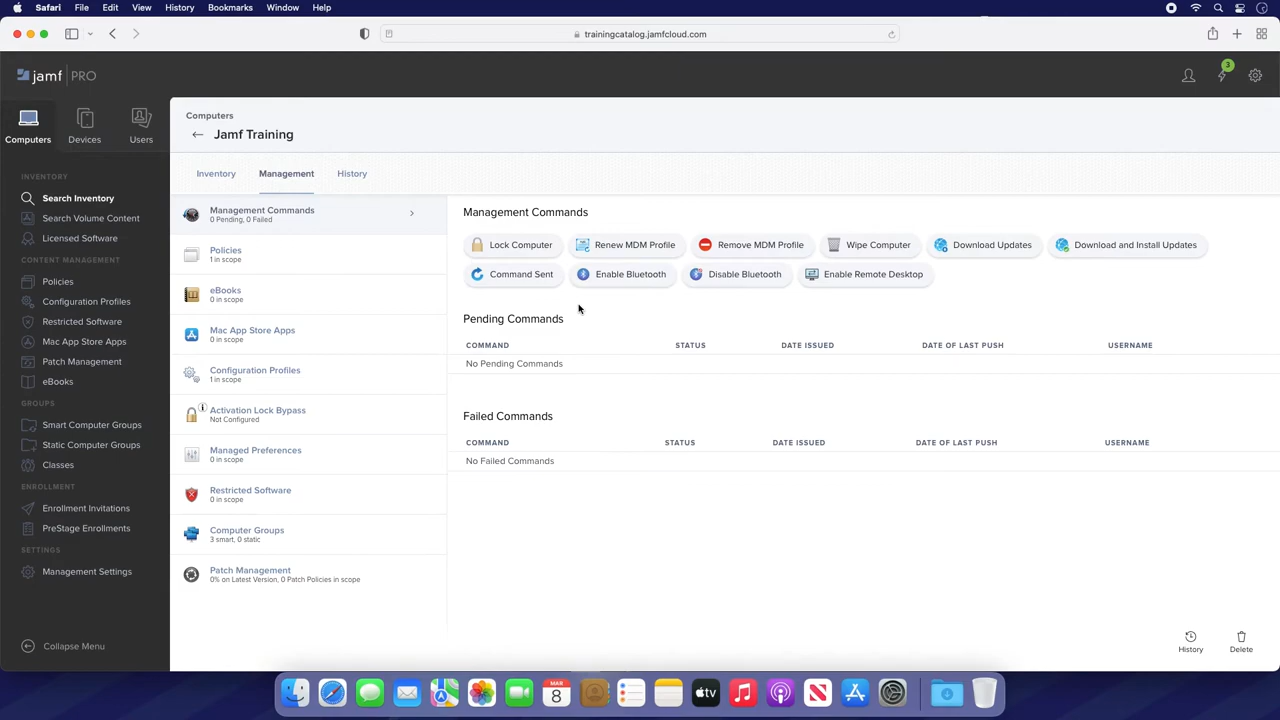 Safari File Edit View History Bookmarks Window Help
trainingcatalog.jamfcloud.com
jamf PRO
3
Computers
Devices
Users
Computers
Jamf Training
Inventory
Management
History
INVENTORY
Search Inventory
Search Volume Content
Licensed Software
CONTENT MANAGEMENT
Policies
Configuration Profiles
Restricted Software
Mac App Store Apps
Patch Management
eBooks
GROUPS
Smart Computer Groups
Static Computer Groups
Classes
ENROLLMENT
Enrollment Invitations
PreStage Enrollments
SETTINGS
Management Settings
Collapse Menu
Management Commands
0 Pending, 0 Failed
Policies
1 in scope
eBooks
0 in scope
Mac App Store Apps
0 in scope
Configuration Profiles
1 in scope
Activation Lock Bypass
Not Configured
Managed Preferences
0 in scope
Restricted Software
0 in scope
Computer Groups
3 smart, 0 static
Patch Management
0% on Latest Version, 0 Patch Policies in scope
Management Commands
Lock Computer
Renew MDM Profile
Remove MDM Profile
Wipe Computer
Download Updates
Download and Install Updates
Command Sent
Enable Bluetooth
Disable Bluetooth
Enable Remote Desktop
Pending Commands
COMMAND STATUS DATE ISSUED DATE OF LAST PUSH USERNAME
No Pending Commands
Failed Commands
COMMAND STATUS DATE ISSUED DATE OF LAST PUSH USERNAME
No Failed Commands
History
Delete
MAR
8
tv